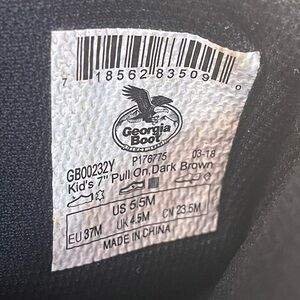 7 18562 83509 0
Georgia
Boot
GB00232Y P176775 03-18
Kid's 7" Pull On,Dark Brown
US 5/5M
EU 37M UK 4.5M CN 23.5M
MADE IN CHINA